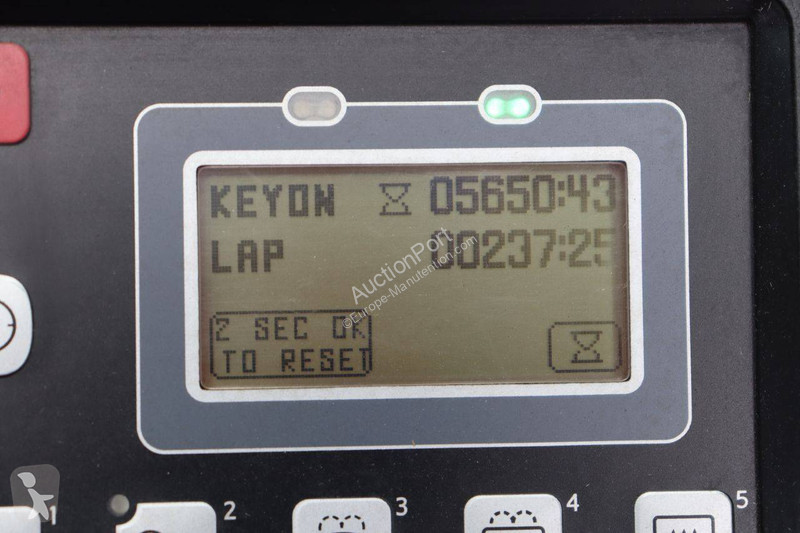 KEYON 05650:43
LAP 00237:25
2 SEC OK
TO RESET
AuctionPort
©Europe-Manutention.com
1
2
3
4
5